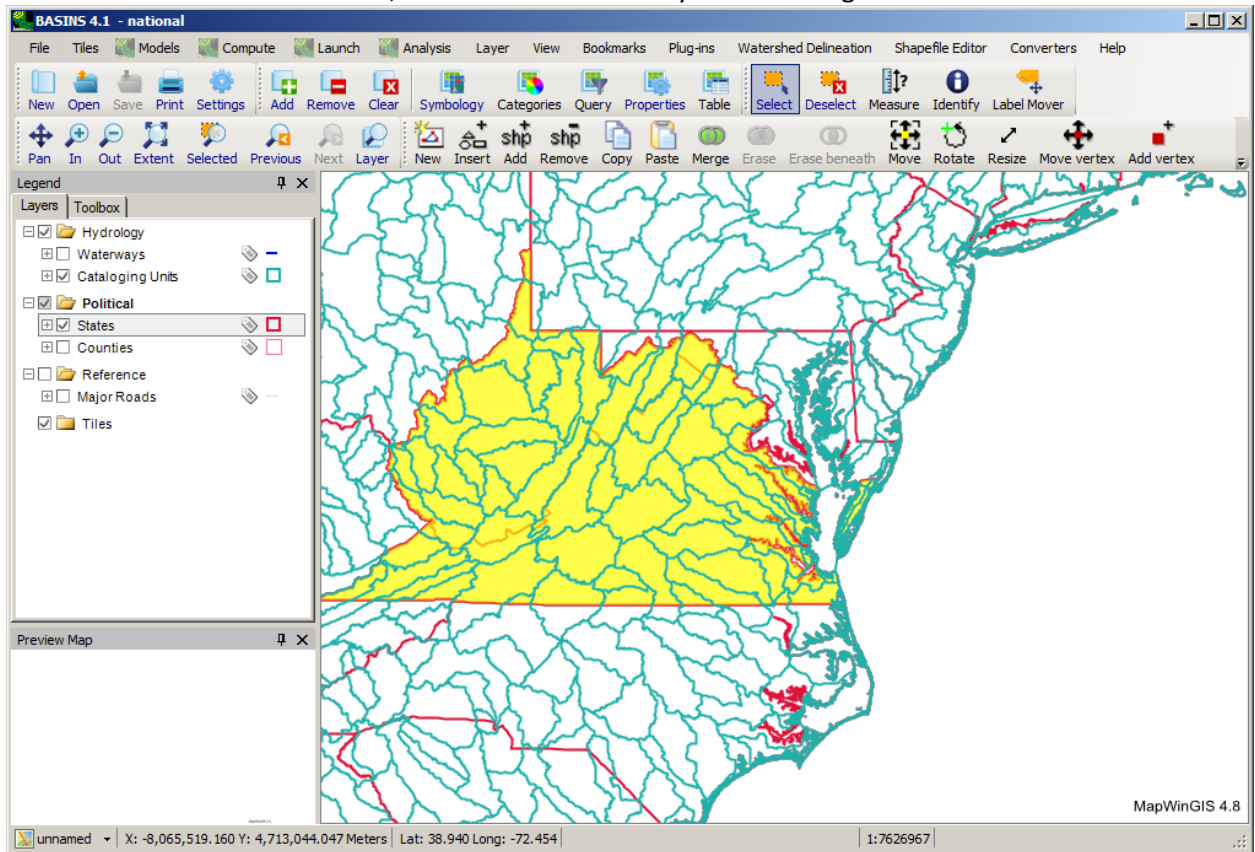 BASINS 4.1 - national
File Tiles Models Compute Launch Analysis Layer View Bookmarks Plug-ins Watershed Delineation Shapefile Editor Converters Help
New Open Save Print Settings Add Remove Clear Symbology Categories Query Properties Table Select Deselect Measure Identify Label Mover
shp shp
Pan In Out Extent Selected Previous Next Layer New Insert Add Remove Copy Paste Merge Erase Erase beneath Move Rotate Resize Move vertex Add vertex
Legend
Layers Toolbox
Hydrology
Waterways
Cataloging Units
Political
States
Counties
Reference
Major Roads
Tiles
Preview Map
MapWinGIS 4.8
unnamed X: -8,065,519.160 Y: 4,713,044.047 Meters Lat: 38.940 Long: -72.454 1:7626967